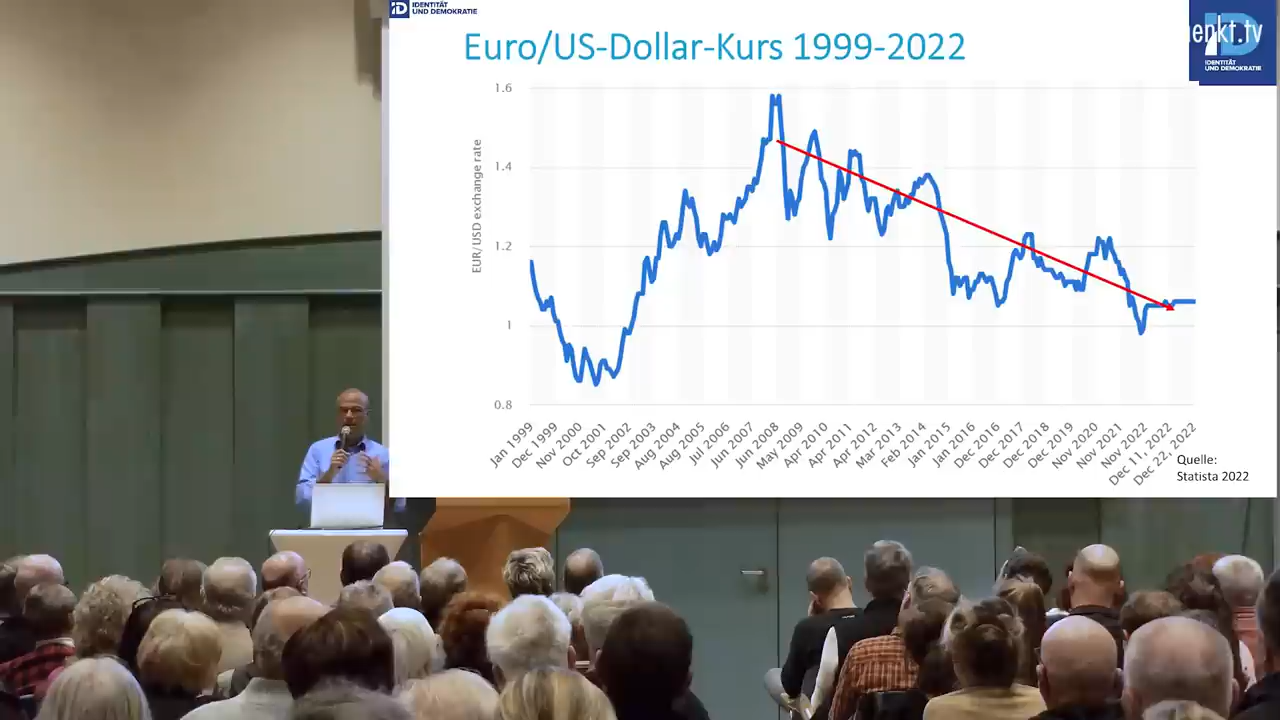 IDENTITÄT
UND DEMOKRATIE
Euro/US-Dollar-Kurs 1999-2022
enkt.tv
IDENTITÄT
UND DEMOKRATIE
EUR/USD exchange rate
1.6
1.4
1.2
1
0.8
Jan 1999
Dec 1999
Nov 2000
Oct 2001
Sep 2002
Sep 2003
Aug 2004
Aug 2005
Jul 2006
Jun 2007
Jun 2008
May 2009
Apr 2010
Apr 2011
Apr 2012
Mar 2013
Feb 2014
Jan 2015
Jan 2016
Dec 2016
Dec 2017
Dec 2018
Dec 2019
Nov 2020
Nov 2021
Nov 2022
Dec 11, 2022
Dec 22, 2022
Quelle:
Statista 2022